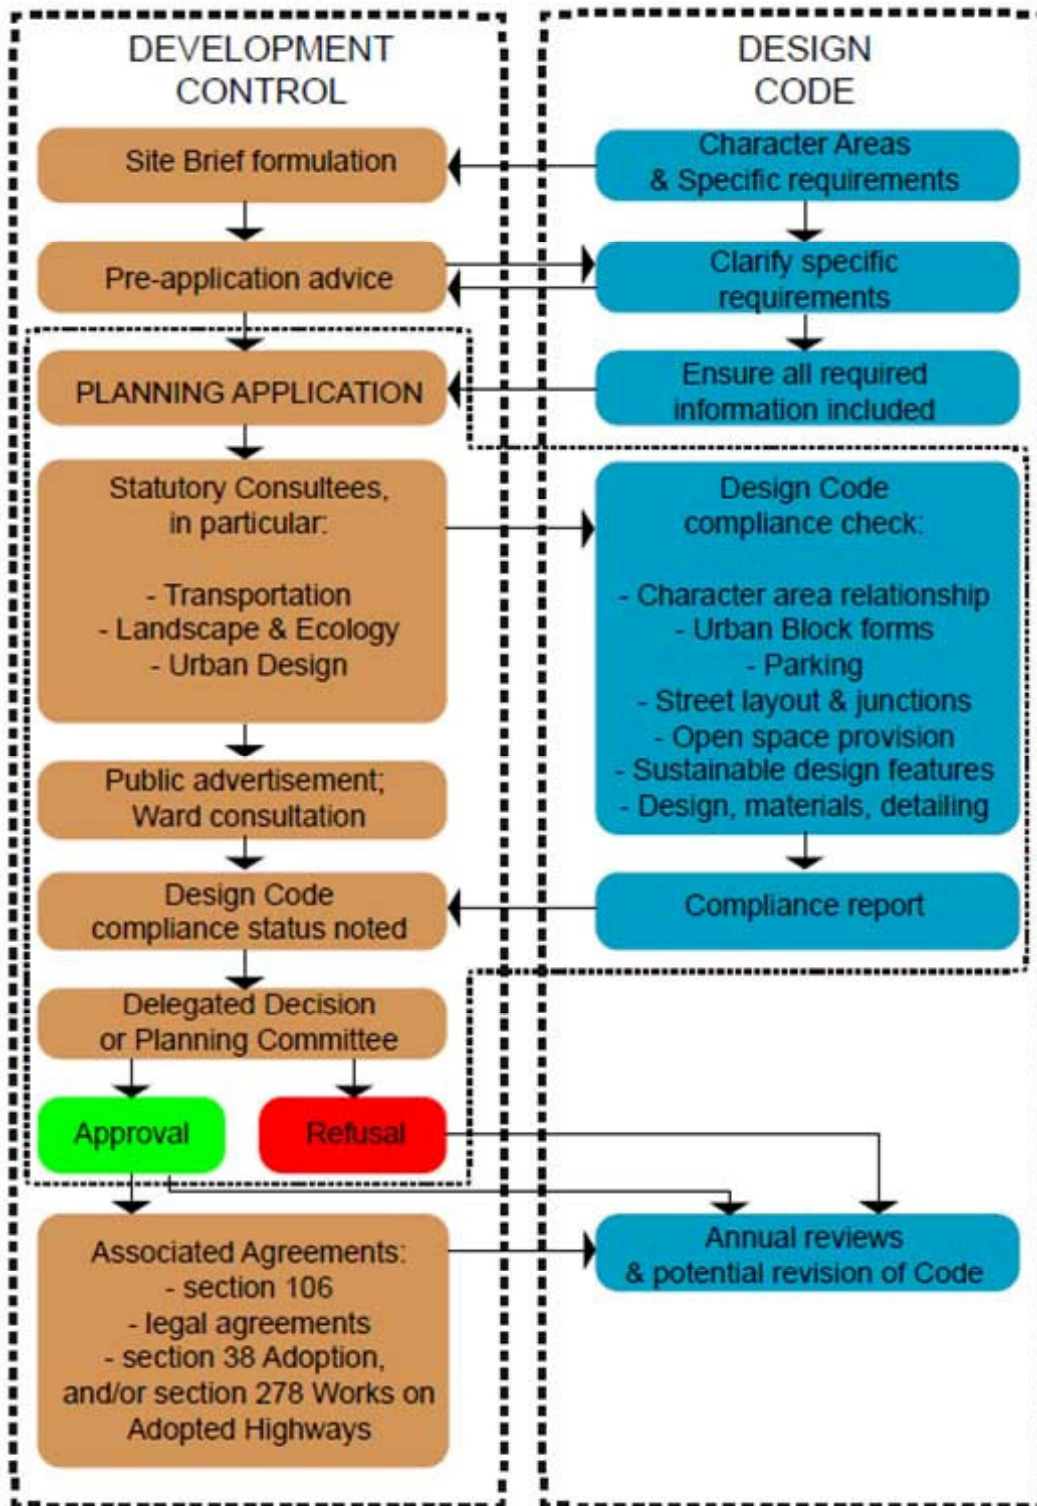 DEVELOPMENT
CONTROL
Site Brief formulation
Pre-application advice
PLANNING APPLICATION
Statutory Consultees,
in particular:
- Transportation
- Landscape & Ecology
- Urban Design
Public advertisement;
Ward consultation
Design Code
compliance status noted
Delegated Decision
or Planning Committee
Approval
Refusal
Associated Agreements:
- section 106
- legal agreements
- section 38 Adoption,
and/or section 278 Works on
Adopted Highways
DESIGN
CODE
Character Areas
& Specific requirements
Clarify specific
requirements
Ensure all required
information included
Design Code
compliance check:
- Character area relationship
- Urban Block forms
- Parking
- Street layout & junctions
- Open space provision
- Sustainable design features
- Design, materials, detailing
Compliance report
Annual reviews
& potential revision of Code